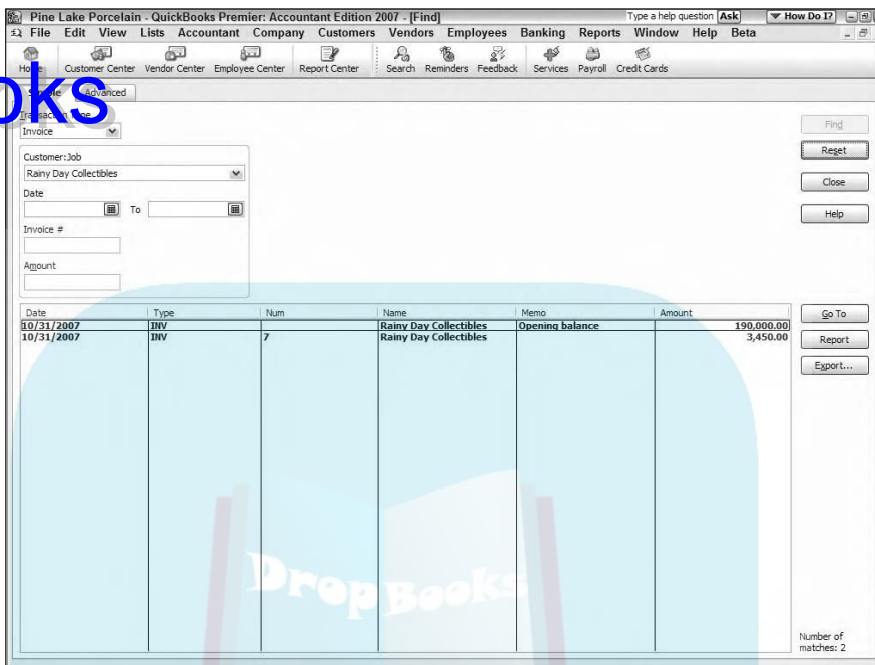 Pine Lake Porcelain - QuickBooks Premier: Accountant Edition 2007 - [Find]
Type a help question Ask
How Do I?
File Edit View Lists Accountant Company Customers Vendors Employees Banking Reports Window Help Beta
Home Customer Center Vendor Center Employee Center Report Center Search Reminders Feedback Services Payroll Credit Cards
oks
Simple Advanced
Transaction Type
Invoice
Find
Reset
Close
Help
Customer:Job
Rainy Day Collectibles
Date
To
Invoice #
Amount
Date Type Num Name Memo Amount
10/31/2007 INV Rainy Day Collectibles Opening balance 190,000.00
10/31/2007 INV 7 Rainy Day Collectibles 3,450.00
Go To
Report
Export...
DropBooks
Number of
matches: 2